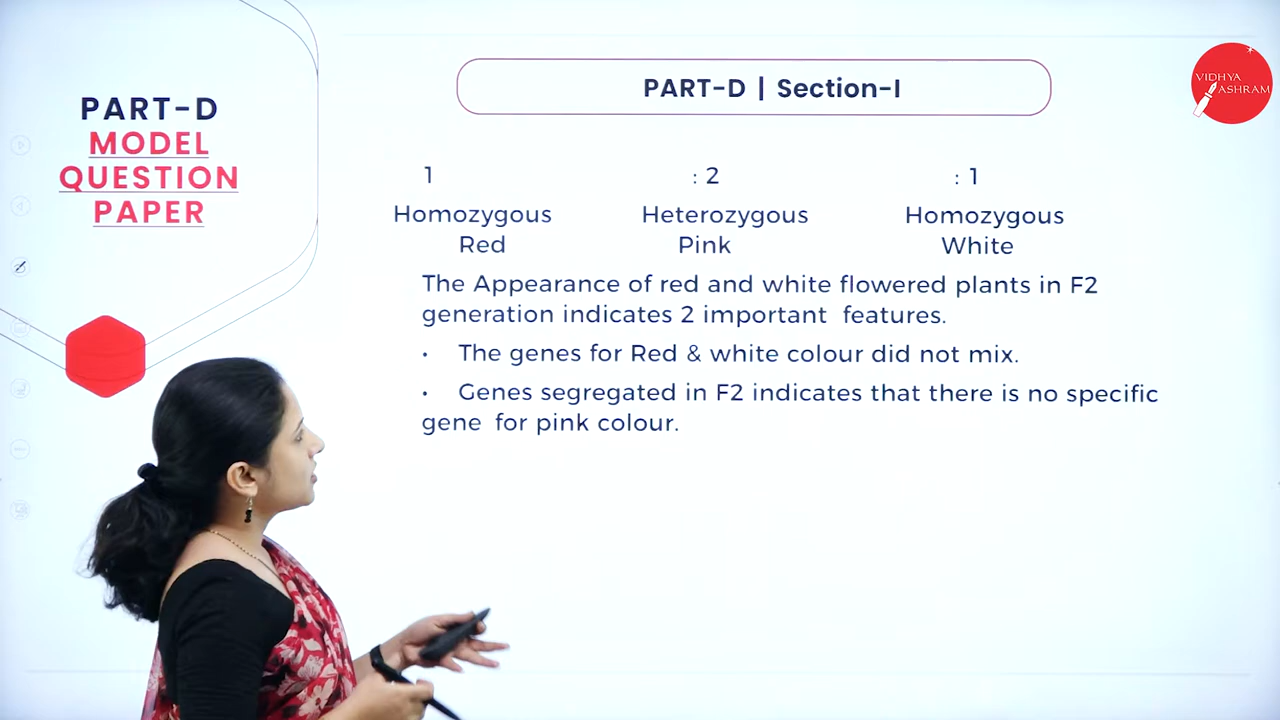 PART-D
MODEL
QUESTION
PAPER
PART-D | Section-I
VIDHYA
ASHRAM
1 : 2 : 1
Homozygous Heterozygous Homozygous
Red Pink White
The Appearance of red and white flowered plants in F2
generation indicates 2 important features.
• The genes for Red & white colour did not mix.
• Genes segregated in F2 indicates that there is no specific
gene for pink colour.